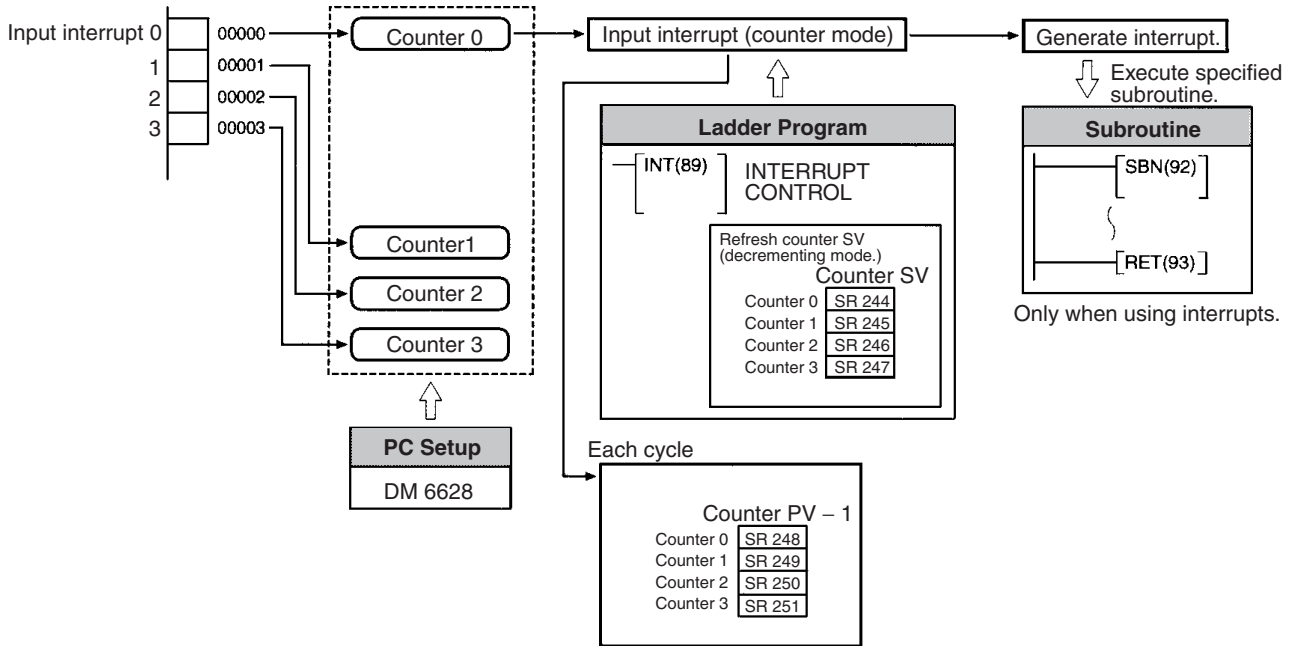 Input interrupt 0
00000
1
00001
2
00002
3
00003
Counter 0
Counter1
Counter 2
Counter 3
PC Setup
DM 6628
Input interrupt (counter mode)
Ladder Program
INT(89)
INTERRUPT
CONTROL
Refresh counter SV
(decrementing mode.)
Counter SV
Counter 0 SR 244
Counter 1 SR 245
Counter 2 SR 246
Counter 3 SR 247
Each cycle
Counter PV – 1
Counter 0 SR 248
Counter 1 SR 249
Counter 2 SR 250
Counter 3 SR 251
Generate interrupt.
Execute specified
subroutine.
Subroutine
SBN(92)
RET(93)
Only when using interrupts.